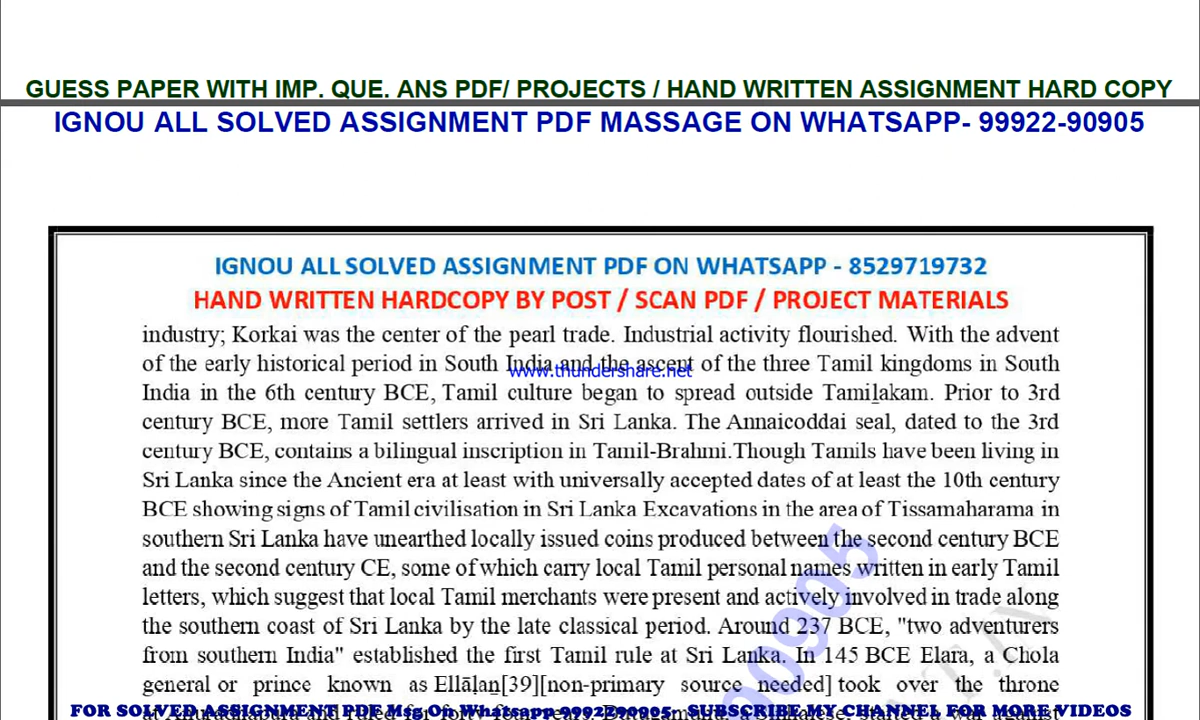 GUESS PAPER WITH IMP. QUE. ANS PDF/ PROJECTS / HAND WRITTEN ASSIGNMENT HARD COPY
IGNOU ALL SOLVED ASSIGNMENT PDF MASSAGE ON WHATSAPP- 99922-90905
IGNOU ALL SOLVED ASSIGNMENT PDF ON WHATSAPP - 8529719732
HAND WRITTEN HARDCOPY BY POST / SCAN PDF / PROJECT MATERIALS
industry; Korkai was the center of the pearl trade. Industrial activity flourished. With the advent
of the early historical period in South India and the ascent of the three Tamil kingdoms in South
www.thundershare.net
India in the 6th century BCE, Tamil culture began to spread outside Tamiḻakam. Prior to 3rd
century BCE, more Tamil settlers arrived in Sri Lanka. The Annaicoddai seal, dated to the 3rd
century BCE, contains a bilingual inscription in Tamil-Brahmi.Though Tamils have been living in
Sri Lanka since the Ancient era at least with universally accepted dates of at least the 10th century
BCE showing signs of Tamil civilisation in Sri Lanka Excavations in the area of Tissamaharama in
southern Sri Lanka have unearthed locally issued coins produced between the second century BCE
and the second century CE, some of which carry local Tamil personal names written in early Tamil
letters, which suggest that local Tamil merchants were present and actively involved in trade along
the southern coast of Sri Lanka by the late classical period. Around 237 BCE, "two adventurers
from southern India" established the first Tamil rule at Sri Lanka. In 145 BCE Elara, a Chola
general or prince known as Ellāḷaṉ[39][non-primary source needed] took over the throne
FOR SOLVED ASSIGNMENT PDF Msg On Whatsapp-9992290905- SUBSCRIBE MY CHANNEL FOR MORE VIDEOS